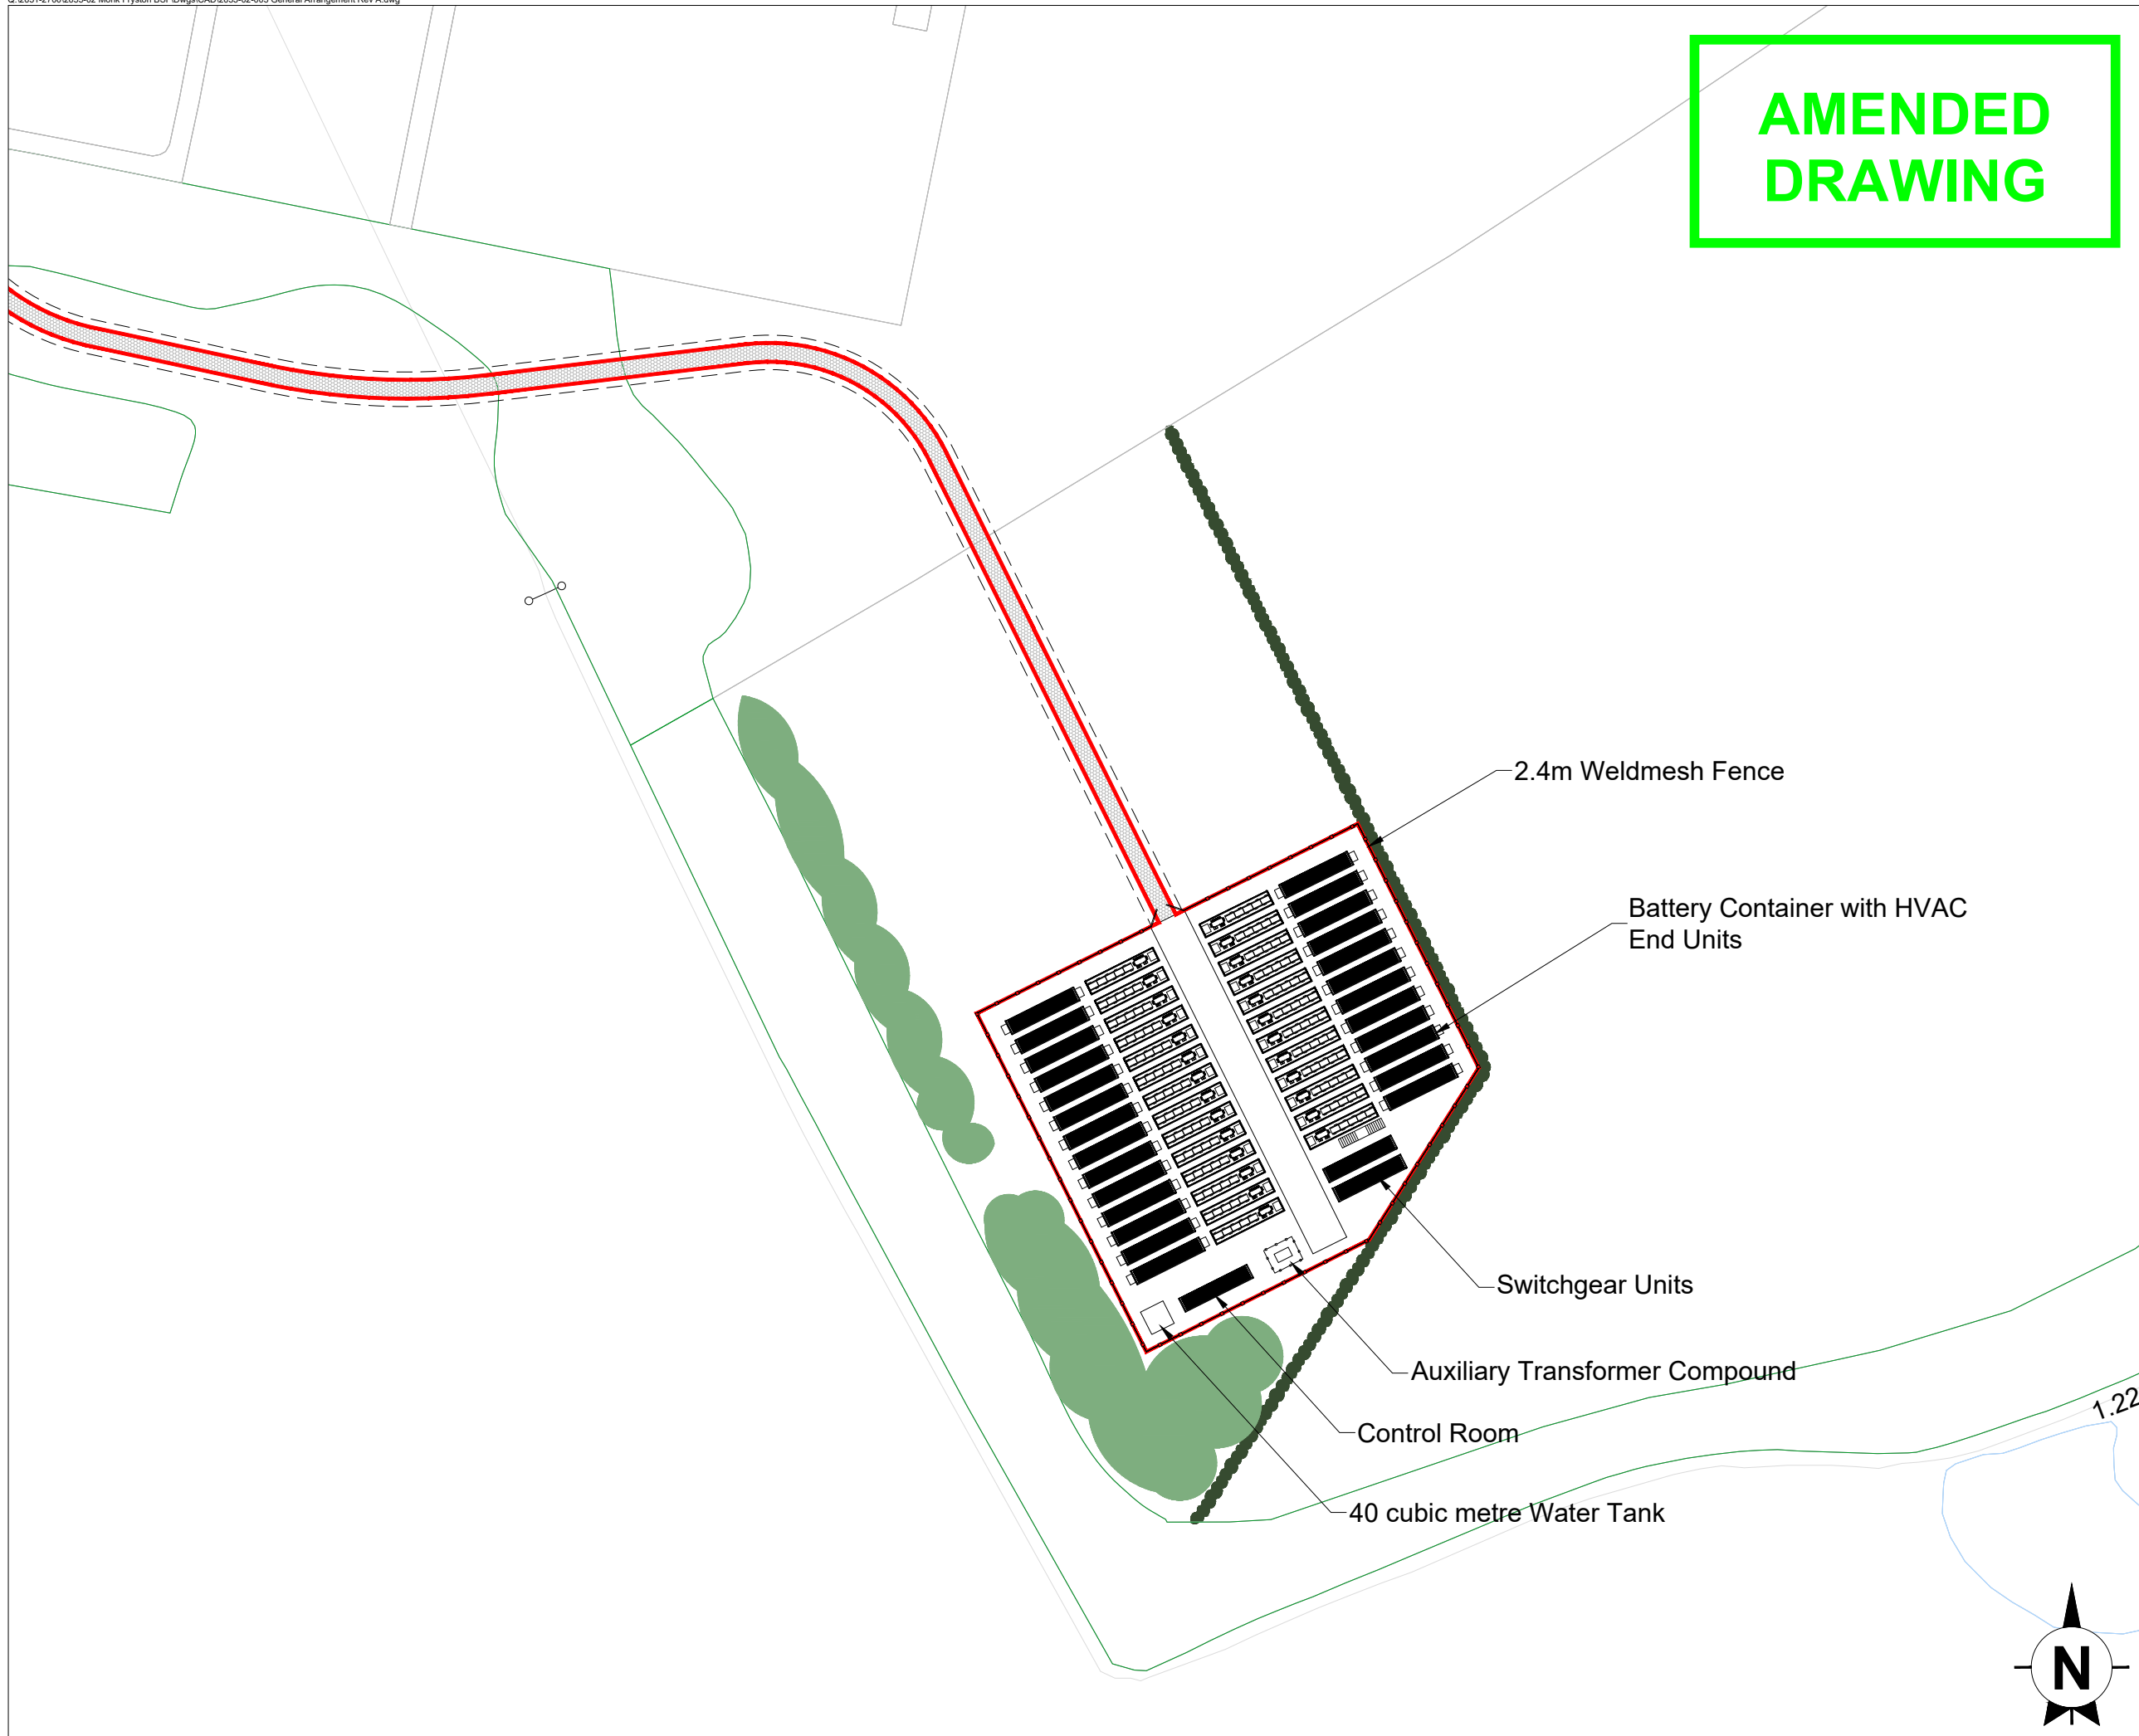 AMENDED
DRAWING
2.4m Weldmesh Fence
Battery Container with HVAC
End Units
Switchgear Units
Auxiliary Transformer Compound
Control Room
40 cubic metre Water Tank
1.22
N